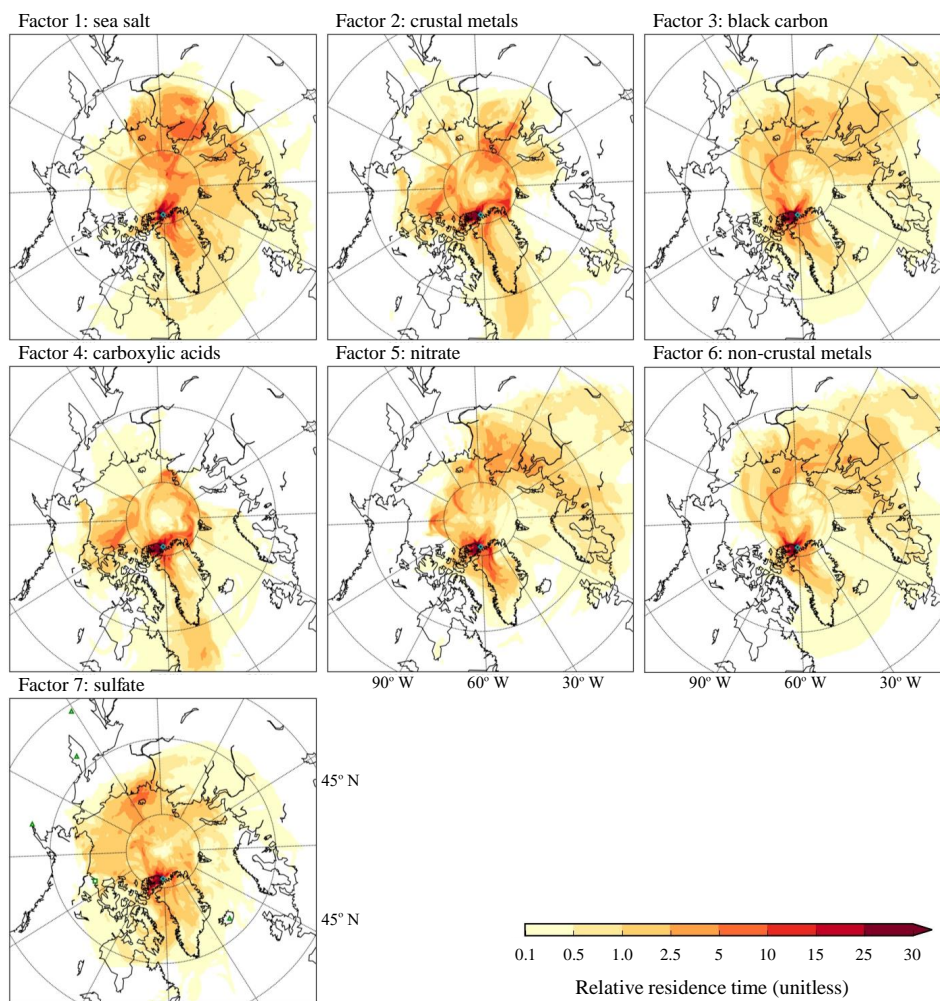 Factor 1: sea salt
Factor 2: crustal metals
Factor 3: black carbon
Factor 4: carboxylic acids
Factor 5: nitrate
Factor 6: non-crustal metals
90° W
60° W
30° W
90° W
60° W
30° W
Factor 7: sulfate
45° N
45° N
0.1 0.5 1.0 2.5 5 10 15 25 30
Relative residence time (unitless)